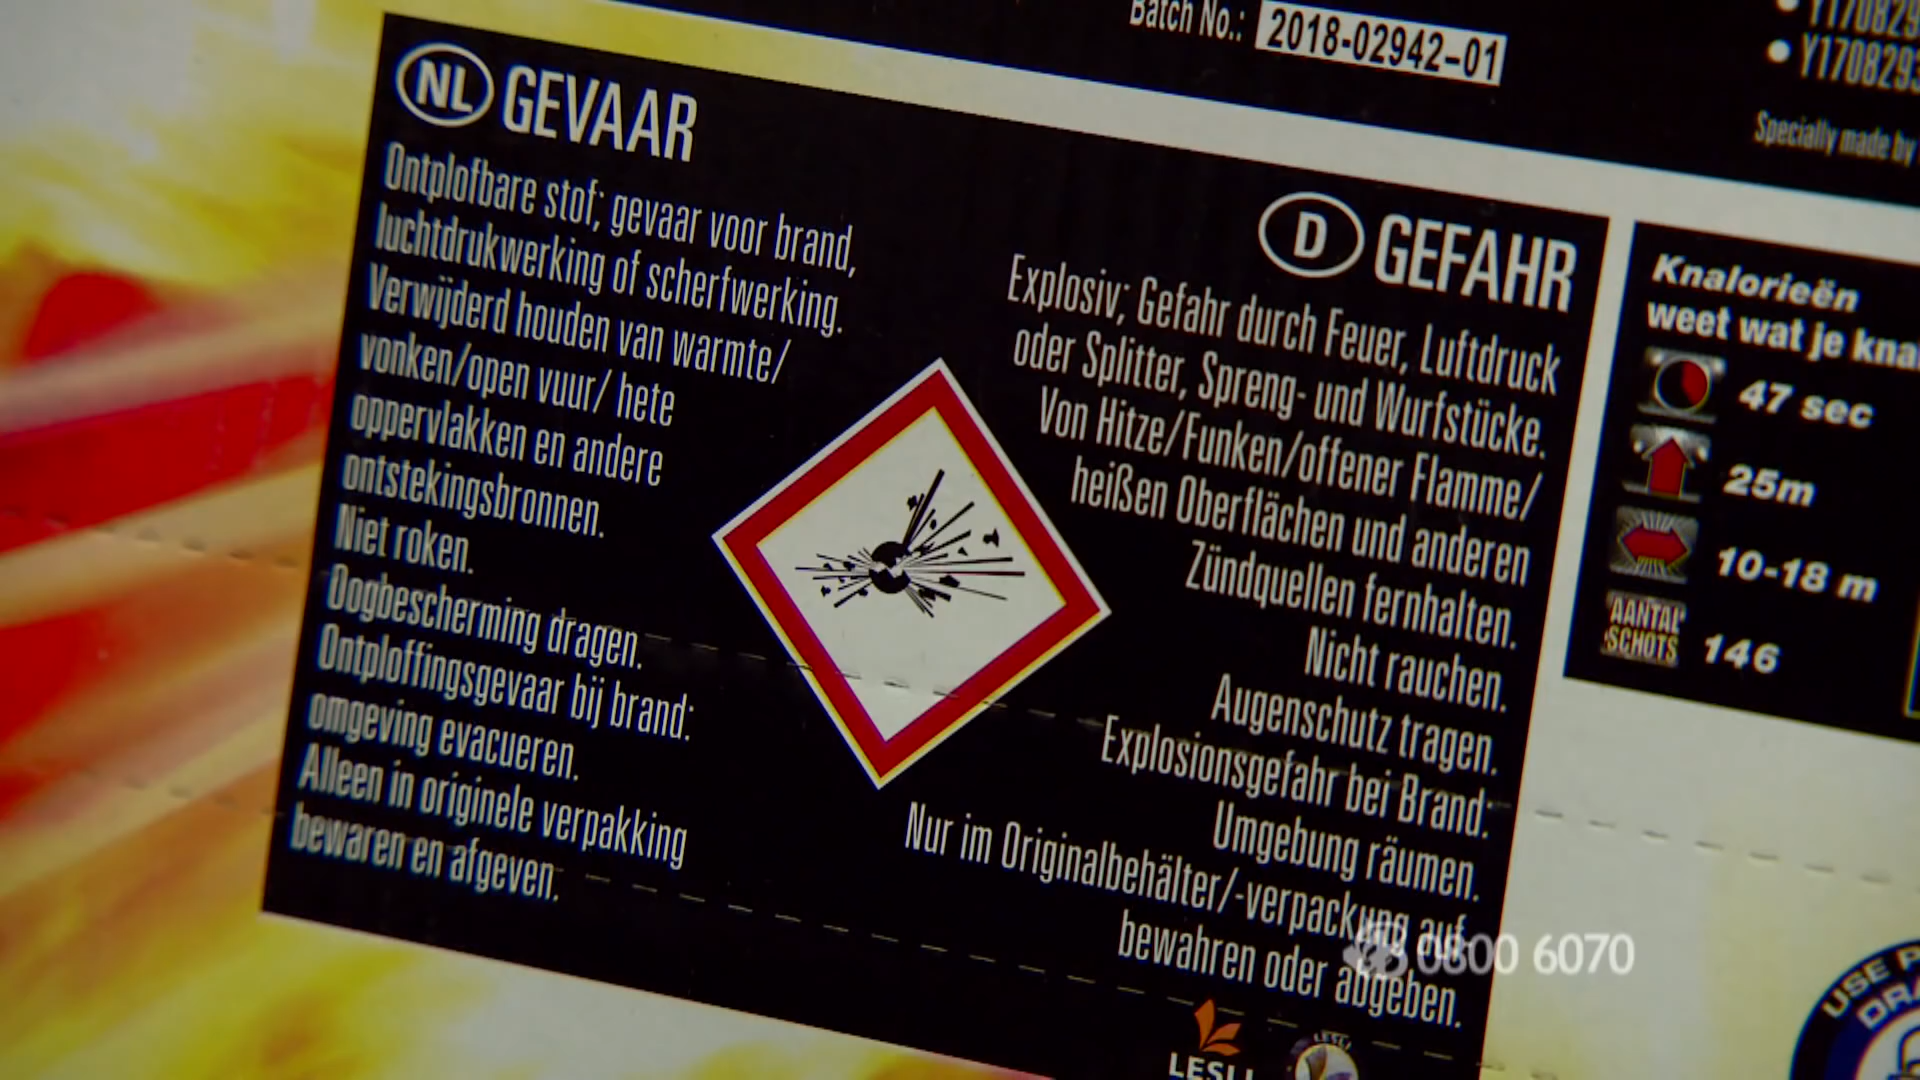 Batch No.: 2018-02942-01
Specially made by
NL GEVAAR
Ontplofbare stof; gevaar voor brand,
luchtdrukwerking of scherfwerking.
Verwijderd houden van warmte/
vonken/open vuur/ hete
oppervlakken en andere
ontstekingsbronnen.
Niet roken.
Oogbescherming dragen.
Ontploffingsgevaar bij brand:
omgeving evacueren.
Alleen in originele verpakking
bewaren en afgeven.
D GEFAHR
Explosiv; Gefahr durch Feuer, Luftdruck
oder Splitter, Spreng- und Wurfstücke.
Von Hitze/Funken/offener Flamme/
heißen Oberflächen und anderen
Zündquellen fernhalten.
Nicht rauchen.
Augenschutz tragen.
Explosionsgefahr bei Brand:
Umgebung räumen.
Nur im Originalbehälter/-verpackung auf-
bewahren oder abgeben.
Knalorieën
weet wat je
47 sec
25m
10-18 m
AANTAL
SCHOTS 146
0800 6070
LESLI
LESLI
USE